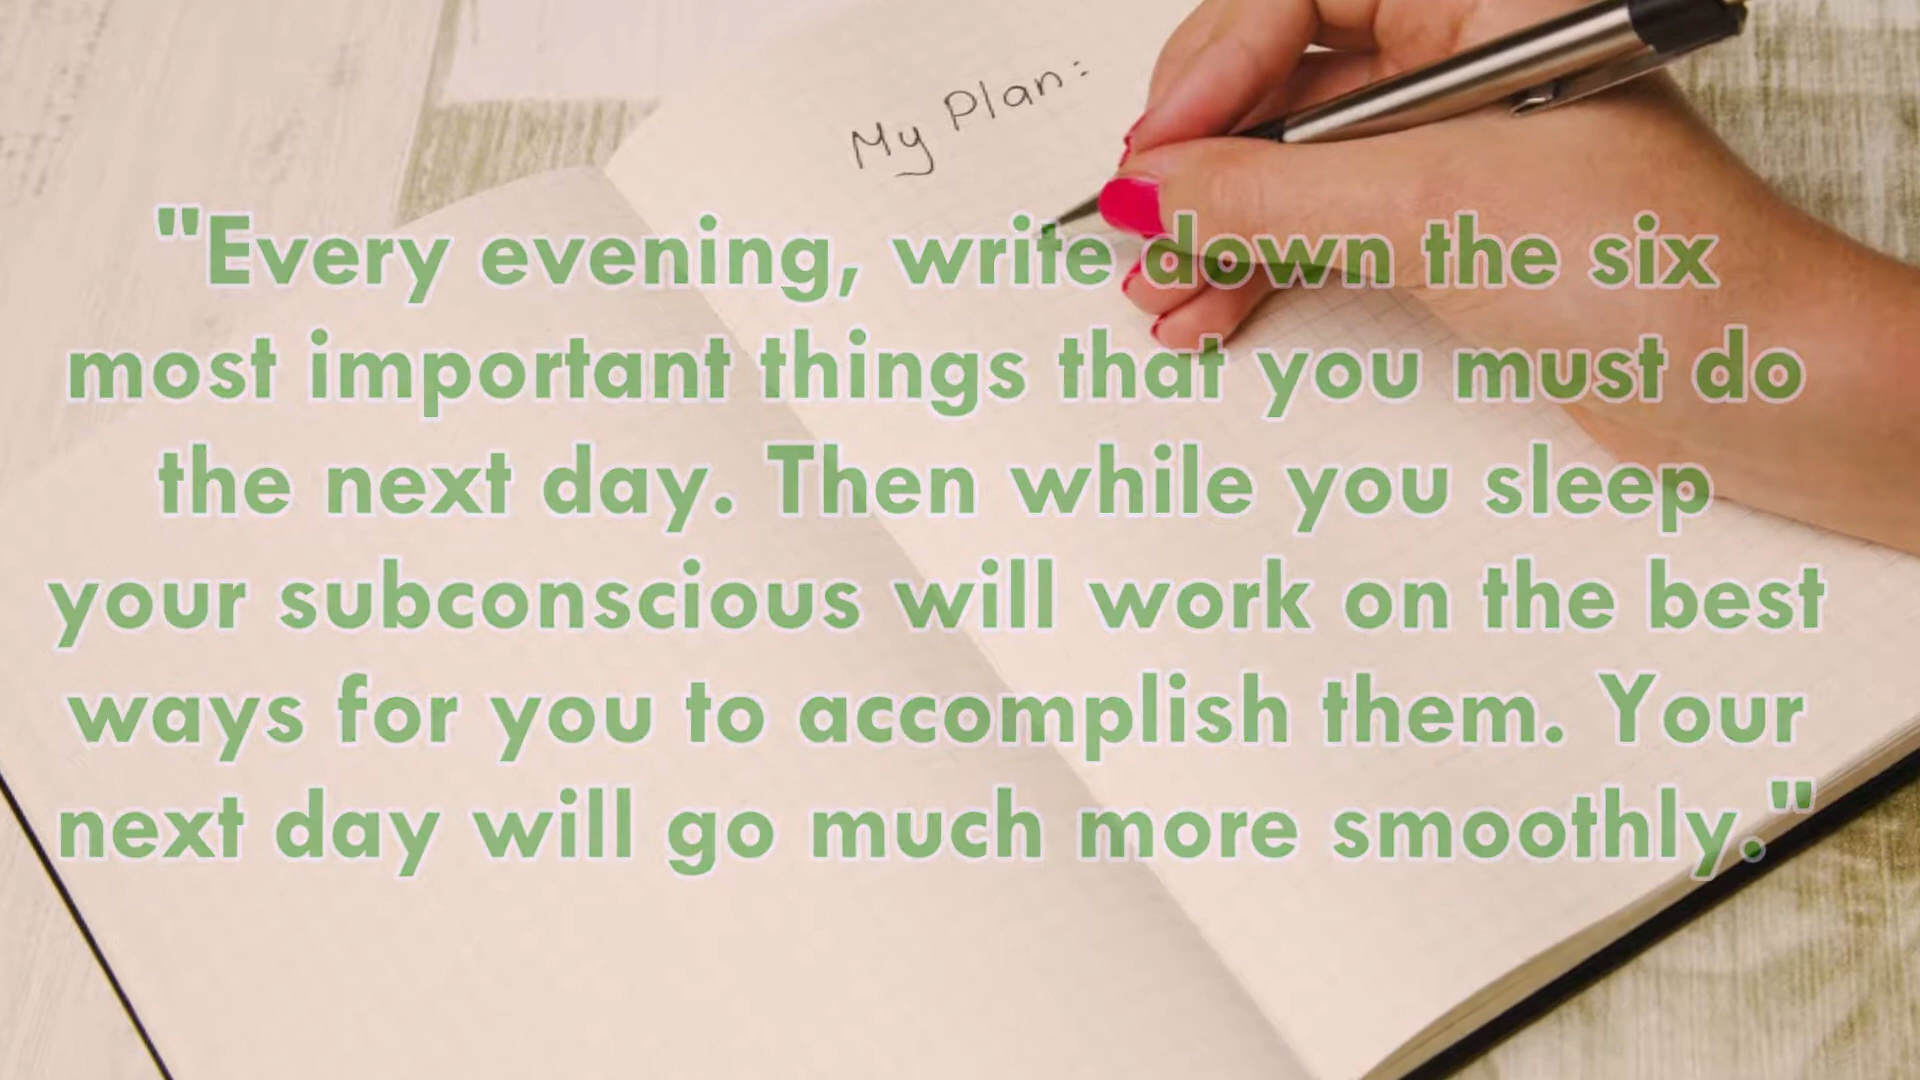 My Plan:
"Every evening, write down the six
most important things that you must do
the next day. Then while you sleep
your subconscious will work on the best
ways for you to accomplish them. Your
next day will go much more smoothly."